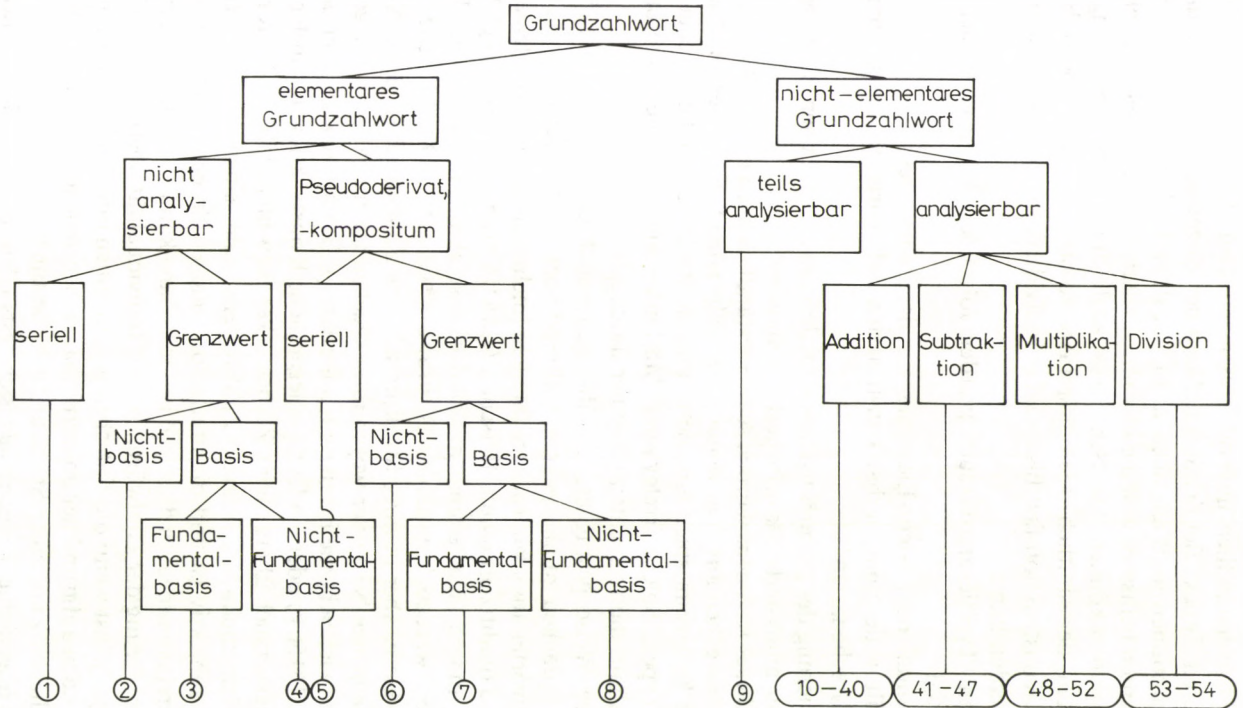 Grundzahlwort
elementares
Grundzahlwort
nicht-elementares
Grundzahlwort
nicht
analy-
sierbar
Pseudoderivat,
-kompositum
teils
analysierbar
analysierbar
seriell
Grenzwert
seriell
Grenzwert
Addition
Subtrak-
tion
Multiplika-
tion
Division
Nicht-
basis
Basis
Nicht-
basis
Basis
Funda-
mental-
basis
Nicht-
Fundamental-
basis
Fundamental-
basis
Nicht-
Fundamental-
basis
1
2
3
4
5
6
7
8
9
10-40
41-47
48-52
53-54